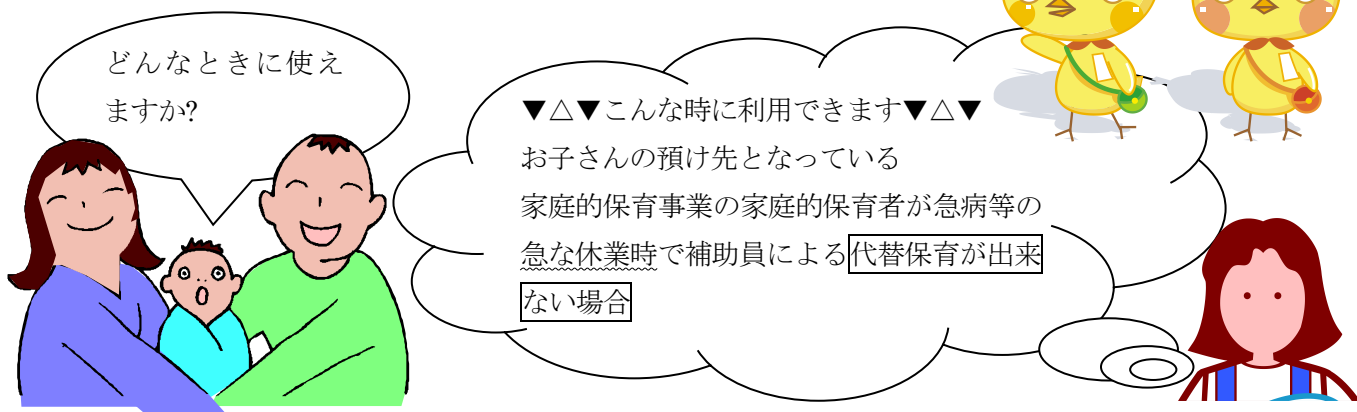 どんなときに使え
ますか?
▼△▼こんな時に利用できます▼△▼
お子さんの預け先となっている
家庭的保育事業の家庭的保育者が急病等の
急な休業時で補助員による代替保育が出来
ない場合